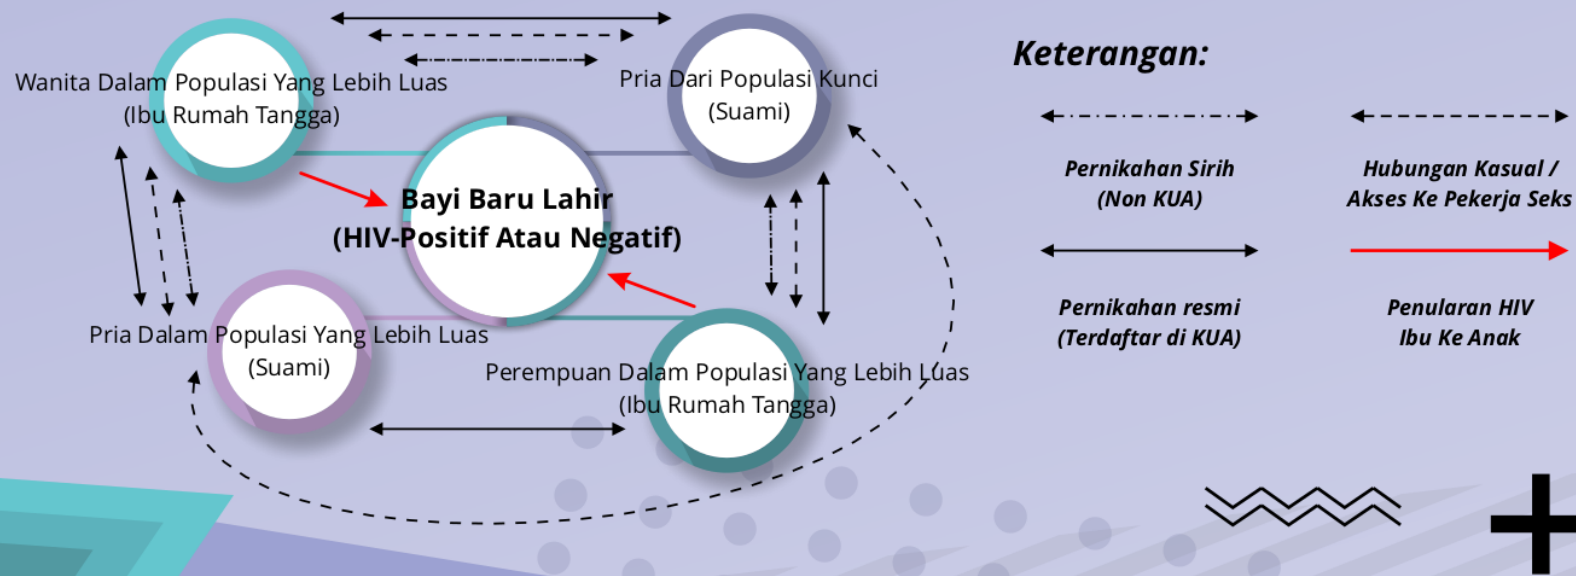 Wanita Dalam Populasi Yang Lebih Luas
(Ibu Rumah Tangga)
Pria Dari Populasi Kunci
(Suami)
Bayi Baru Lahir
(HIV-Positif Atau Negatif)
Pria Dalam Populasi Yang Lebih Luas
(Suami)
Perempuan Dalam Populasi Yang Lebih Luas
(Ibu Rumah Tangga)
Keterangan:
Pernikahan Sirih
(Non KUA)
Hubungan Kasual /
Akses Ke Pekerja Seks
Pernikahan resmi
(Terdaftar di KUA)
Penularan HIV
Ibu Ke Anak